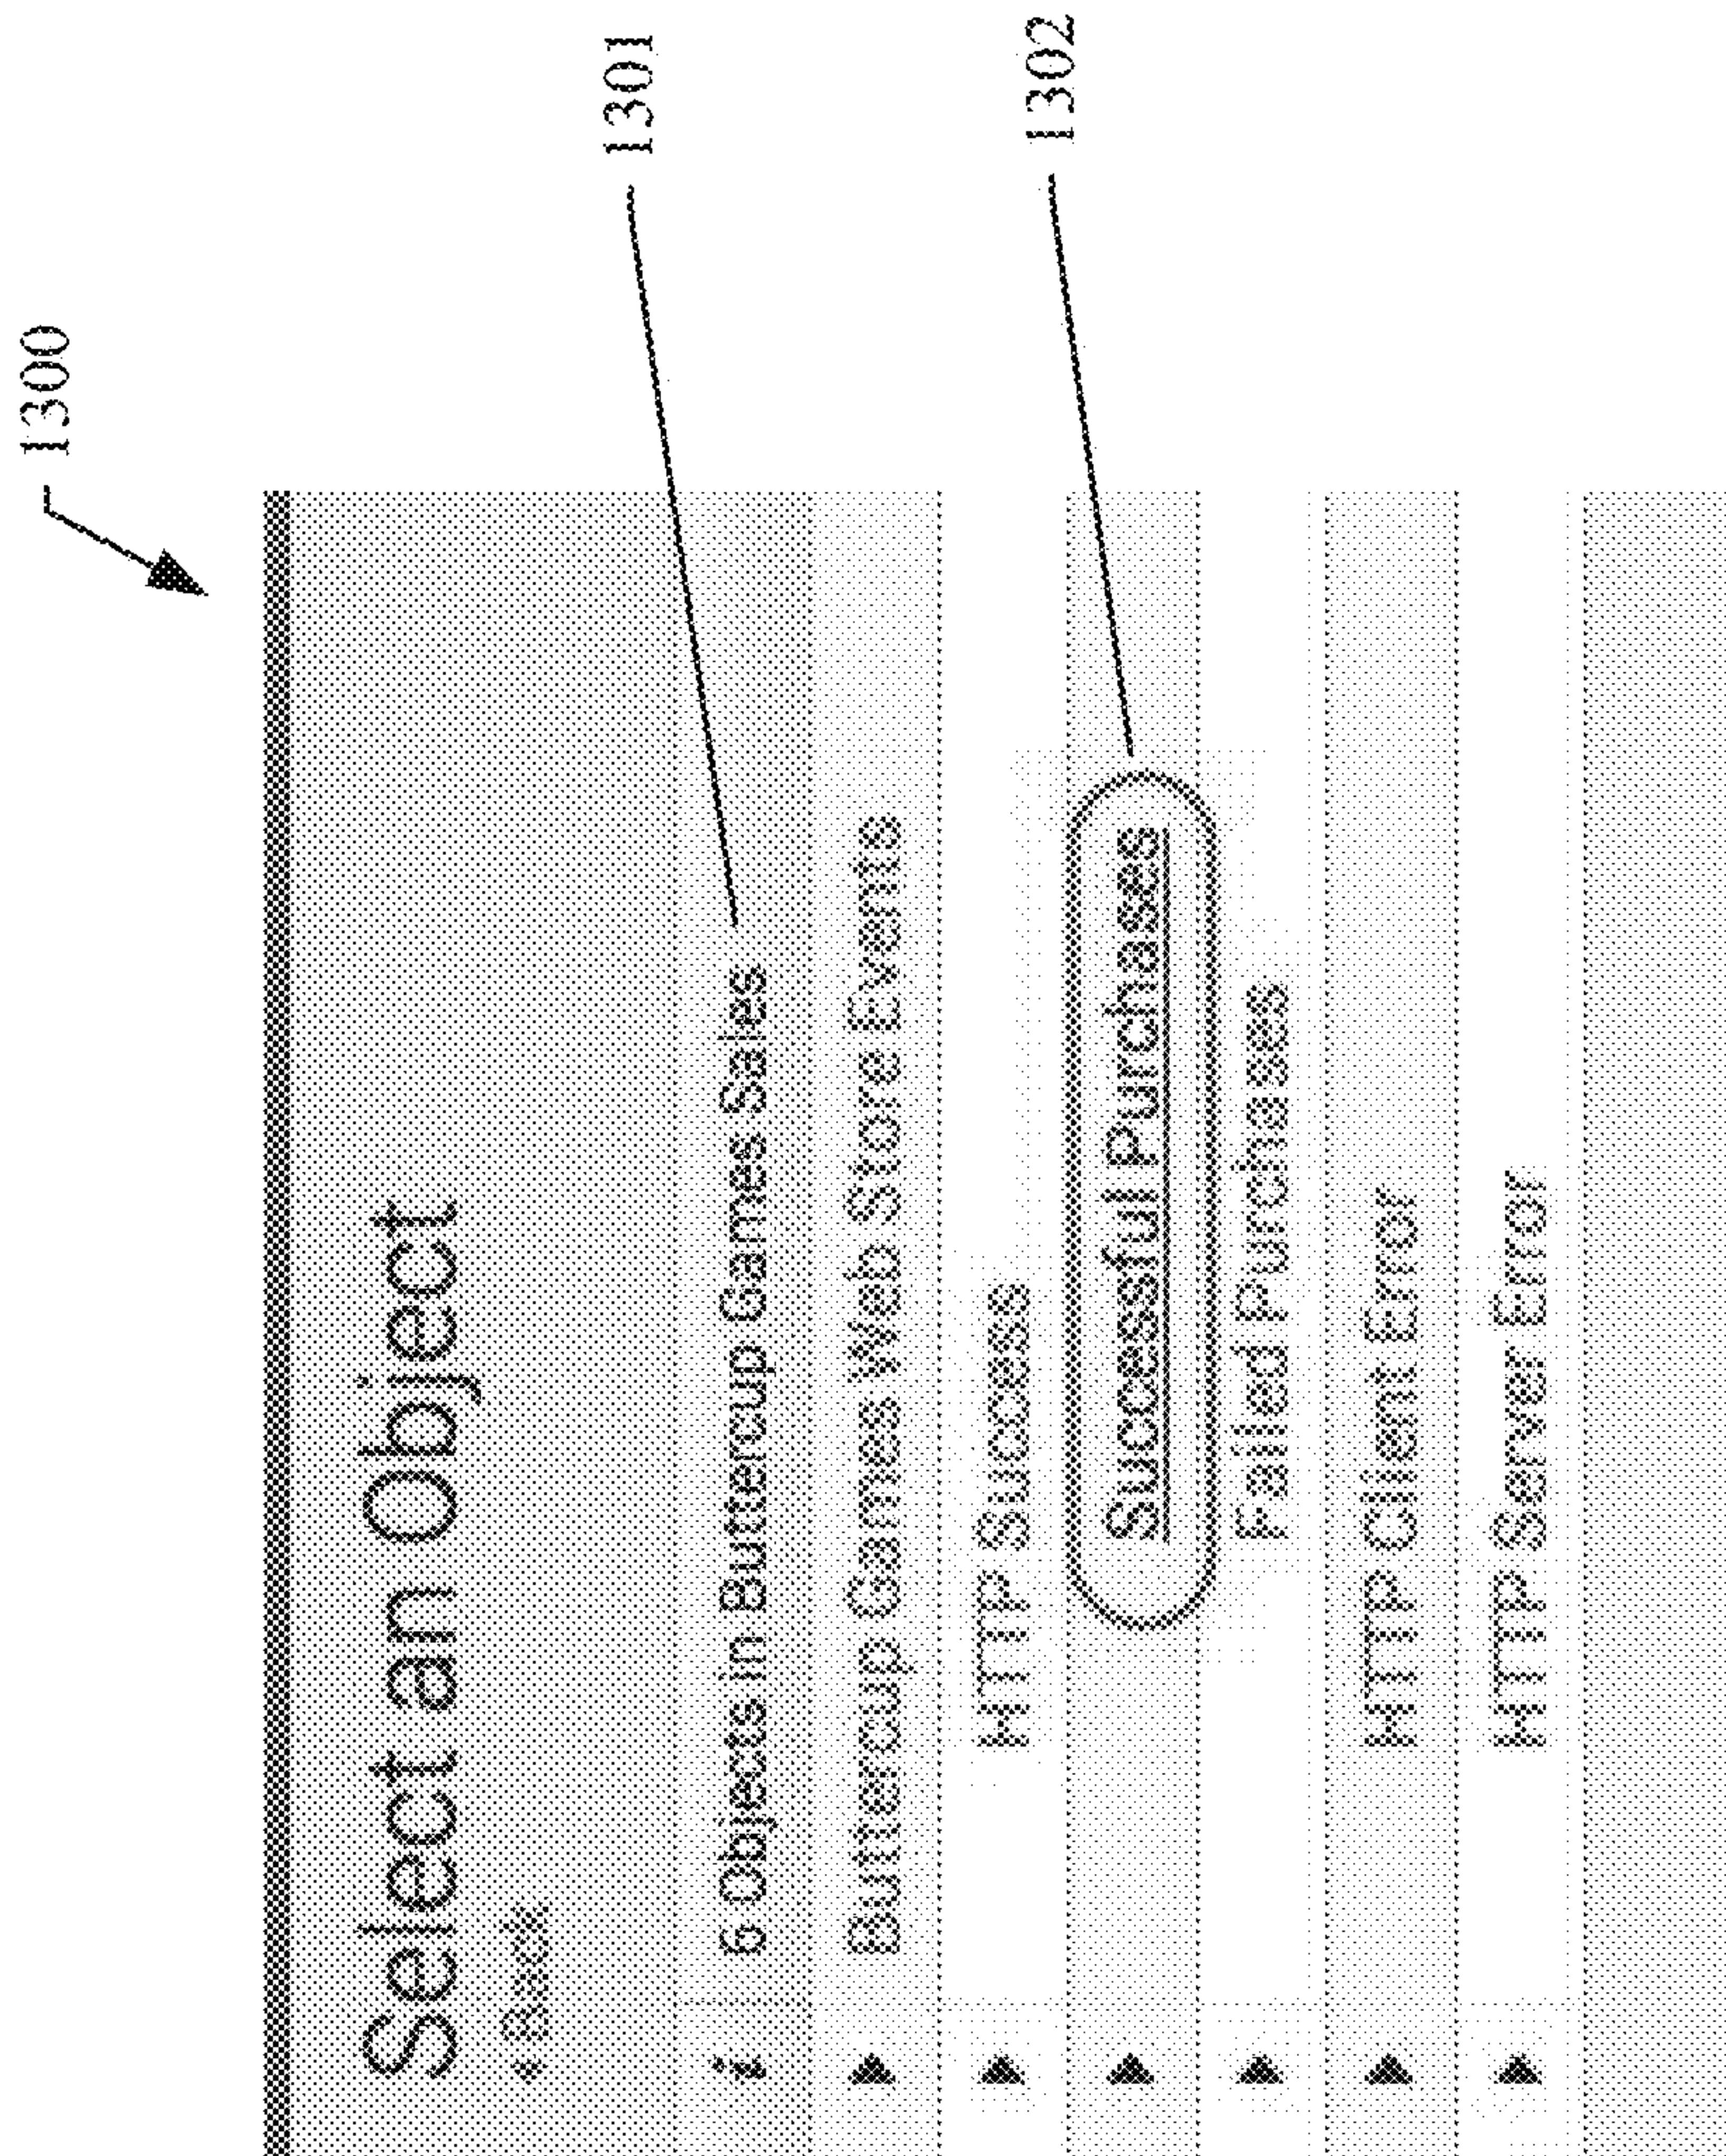 1300
Select an Object
Back
i 6 Objects in Buttercup Games Sales
1301
Buttercup Games Web Store Events
HTTP Success
Successful Purchases
1302
Failed Purchases
HTTP Client Error
HTTP Server Error